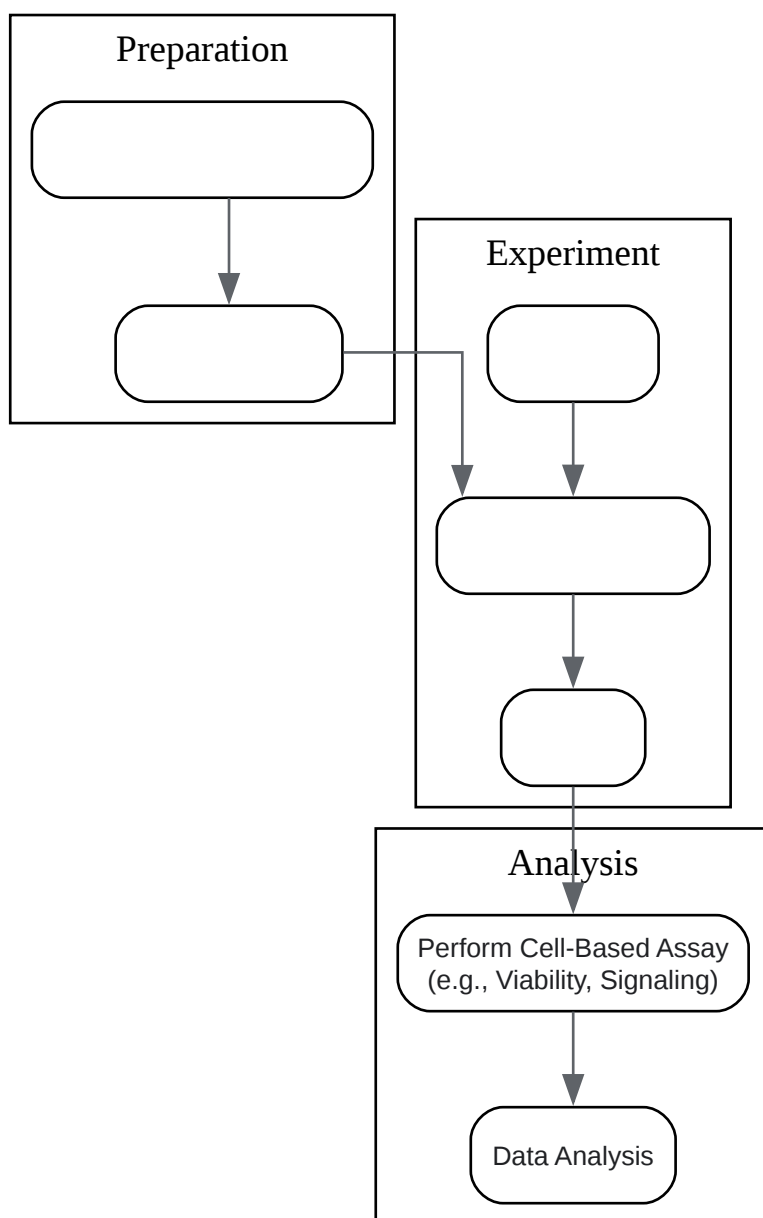 Preparation
Experiment
Analysis
Perform Cell-Based Assay
(e.g., Viability, Signaling)
Data Analysis